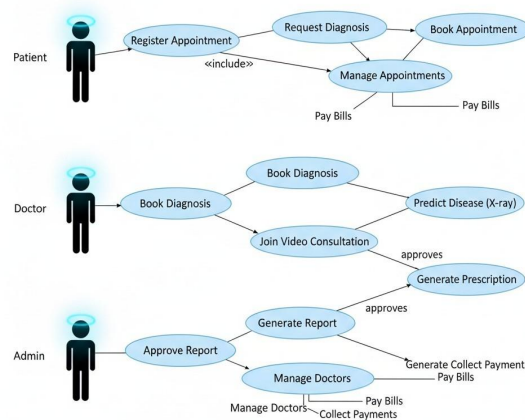 Patient
Register Appointment
Request Diagnosis
Book Appointment
«include»
Manage Appointments
Pay Bills
Pay Bills
Doctor
Book Diagnosis
Book Diagnosis
Predict Disease (X-ray)
Join Video Consultation
approves
Generate Prescription
approves
Admin
Approve Report
Generate Report
Generate Collect Payment
Manage Doctors
Pay Bills
Pay Bills
Manage Doctors
Collect Payments